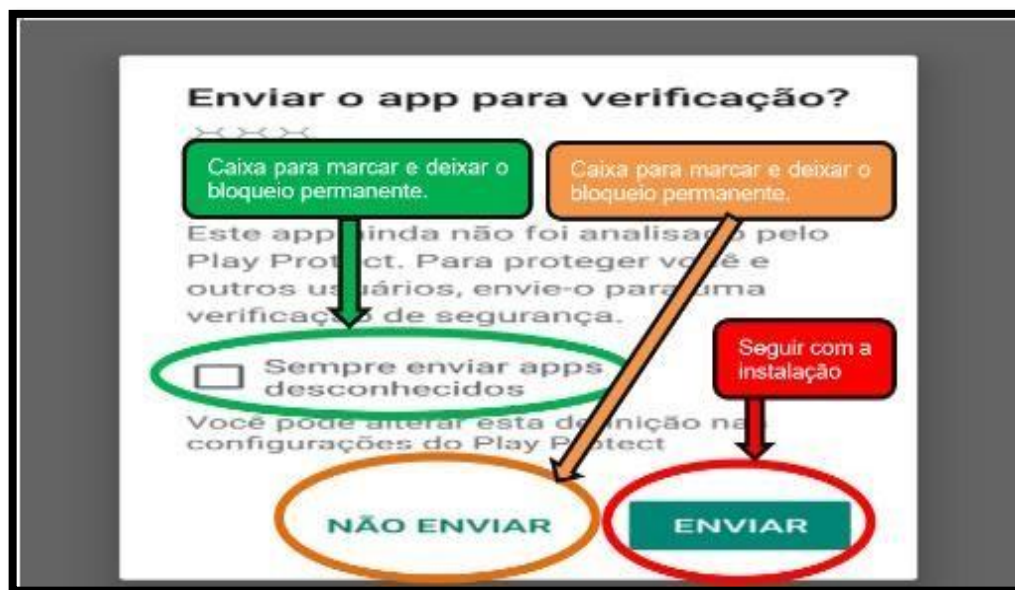 Enviar o app para verificação?
Caixa para marcar e deixar o
bloqueio permanente.
Caixa para marcar e deixar o
bloqueio permanente.
Este app ainda não foi analisado pelo
Play Protect. Para proteger você e
outros usuários, envie-o para uma
verificação de segurança.
Seguir com a
instalação
Sempre enviar apps
desconhecidos
Você pode alterar esta definição nas
configurações do Play Protect
NÃO ENVIAR
ENVIAR